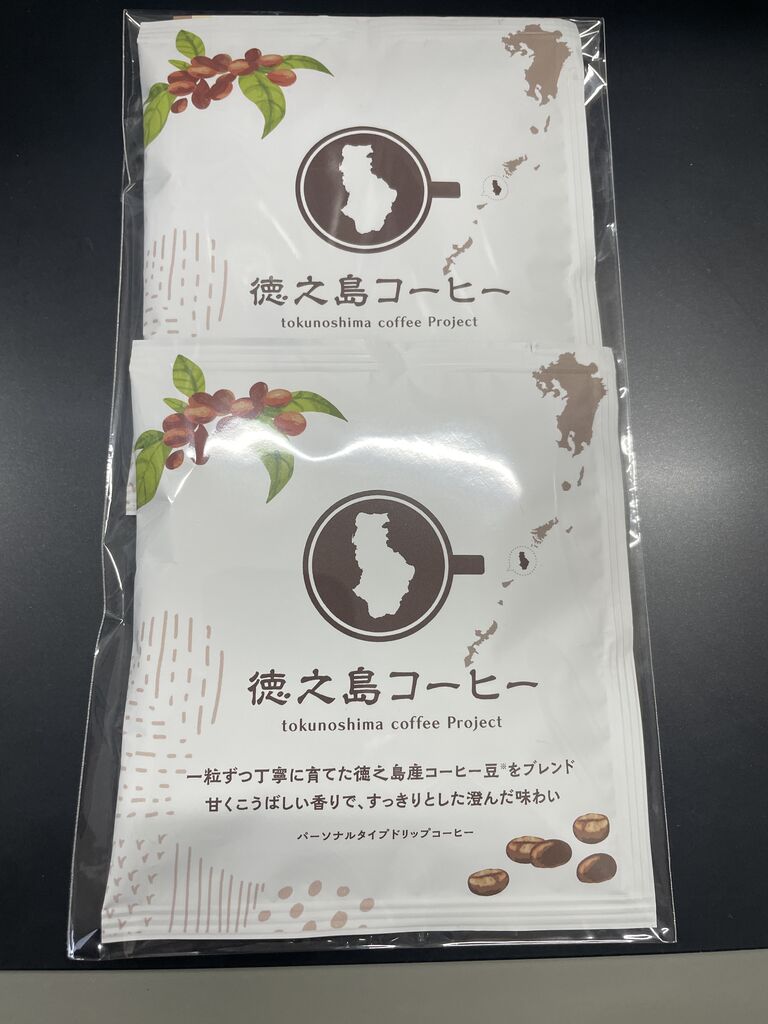 徳之島コーヒー
tokunoshima coffee Project
徳之島コーヒー
tokunoshima coffee Project
一粒ずつ丁寧に育てた徳之島産コーヒー豆※をブレンド
甘くこうばしい香りで、すっきりとした澄んだ味わい
パーソナルタイプドリップコーヒー